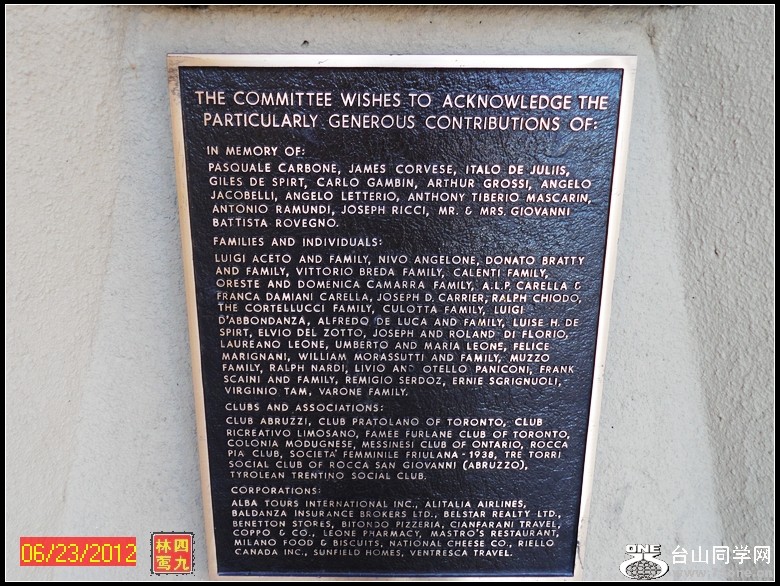 THE COMMITTEE WISHES TO ACKNOWLEDGE THE
PARTICULARLY GENEROUS CONTRIBUTIONS OF:
IN MEMORY OF:
PASQUALE CARBONE, JAMES CORVESE, ITALO DE JULIIS,
GILES DE SPIRT, CARLO GAMBIN, ARTHUR GROSSI, ANGELO
JACOBELLI, ANGELO LETTERIO, ANTHONY TIBERIO MASCARIN,
ANTONIO RAMUNDI, JOSEPH RICCI, MR. & MRS. GIOVANNI
BATTISTA ROVEGNO.
FAMILIES AND INDIVIDUALS:
LUIGI ACETO AND FAMILY, NIVO ANGELONE, DONATO BRATTY
AND FAMILY, VITTORIO BREDA FAMILY, CALENTI FAMILY,
ORESTE AND DOMENICA CAMARRA FAMILY, A.L.P. CARELLA &
FRANCA DAMIANI CARELLA, JOSEPH D. CARRIER, RALPH CHIODO,
THE CORTELLUCCI FAMILY, CULOTTA FAMILY, LUIGI
D'ABBONDANZA, ALFREDO DE LUCA AND FAMILY, LUISE H. DE
SPIRT, ELVIO DEL ZOTTO, JOSEPH AND ROLAND DI FLORIO,
LAUREANO LEONE, UMBERTO AND MARIA LEONE, FELICE
MARIGNANI, WILLIAM MORASSUTTI AND FAMILY, MUZZO
FAMILY, RALPH NARDI, LIVIO AND OTELLO PANICONI, FRANK
SCAINI AND FAMILY, REMIGIO SERDOZ, ERNIE SGRIGNUOLI,
VIRGINIO TAM, VARONE FAMILY.
CLUBS AND ASSOCIATIONS:
CLUB ABRUZZI, CLUB PRATOLANO OF TORONTO, CLUB
RICREATIVO LIMOSANO, FAMEE FURLANE CLUB OF TORONTO,
COLONIA MODUGNESE, MESSINESI CLUB OF ONTARIO, ROCCA
PIA CLUB, SOCIETA' FEMMINILE FRIULANA - 1938, TRE TORRI
SOCIAL CLUB OF ROCCA SAN GIOVANNI (ABRUZZO),
TYROLEAN TRENTINO SOCIAL CLUB.
CORPORATIONS:
ALBA TOURS INTERNATIONAL INC., ALITALIA AIRLINES,
BALDANZA INSURANCE BROKERS LTD., BELSTAR REALTY LTD.,
BENETTON STORES, BITONDO PIZZERIA, CIANFARANI TRAVEL,
COPPO & CO., LEONE PHARMACY, MASTRO'S RESTAURANT,
MILANO FOOD & BISCUITS, NATIONAL CHEESE CO., RIELLO
CANADA INC., SUNFIELD HOMES, VENTRESCA TRAVEL.
06/23/2012
四九
林
ONE
台山同学网